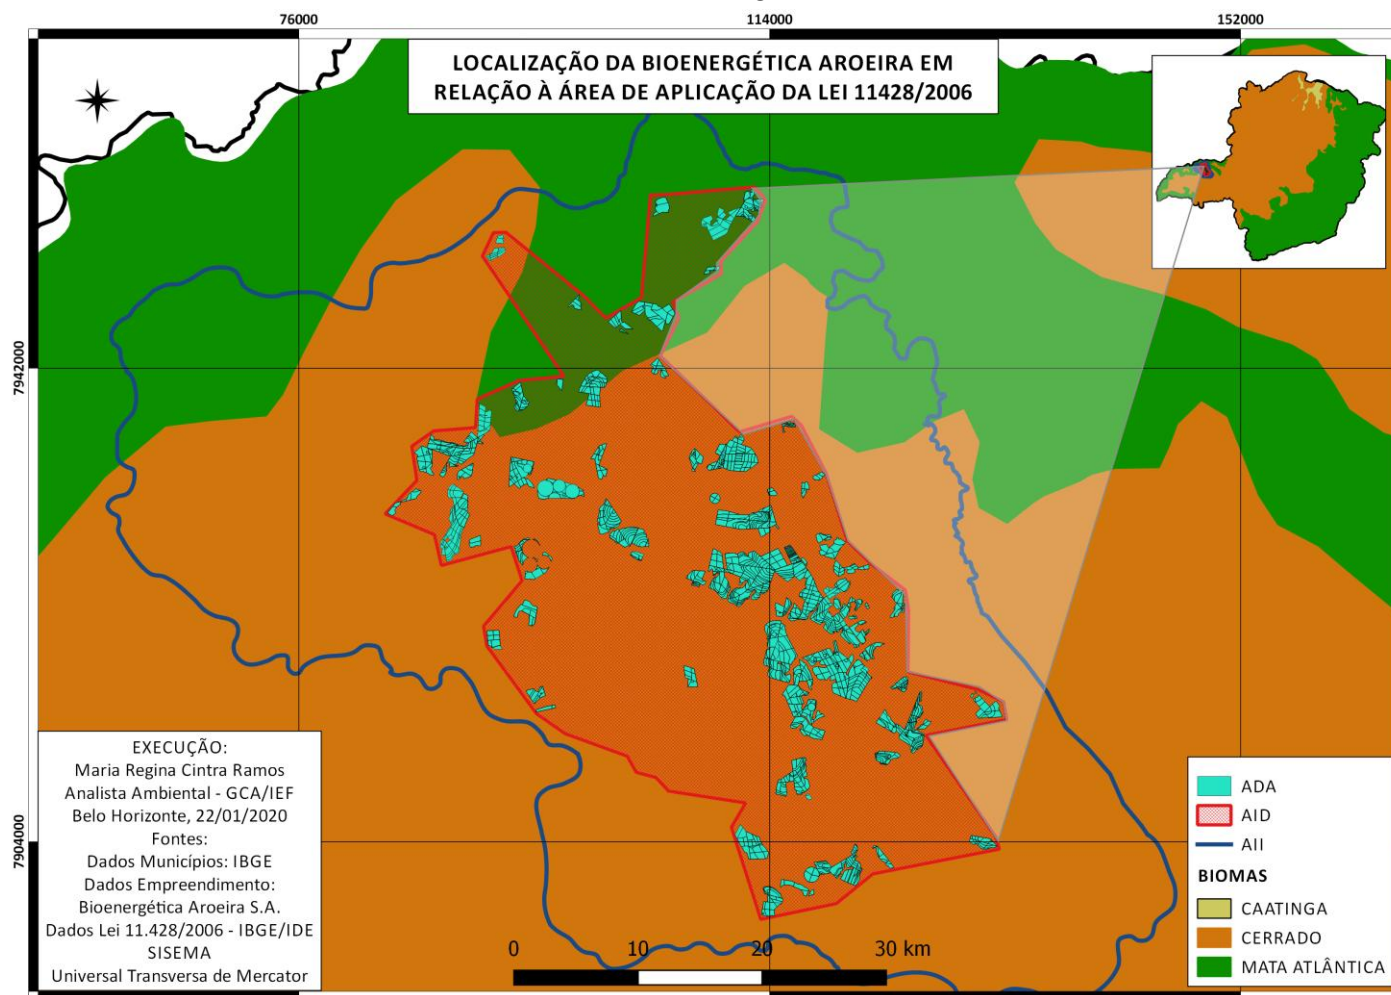 76000
114000
152000
LOCALIZAÇÃO DA BIOENERGÉTICA AROEIRA EM
RELAÇÃO À ÁREA DE APLICAÇÃO DA LEI 11428/2006
7942000
7904000
EXECUÇÃO:
Maria Regina Cintra Ramos
Analista Ambiental - GCA/IEF
Belo Horizonte, 22/01/2020
Fontes:
Dados Municípios: IBGE
Dados Empreendimento:
Bioenergética Aroeira S.A.
Dados Lei 11.428/2006 - IBGE/IDE
SISEMA
Universal Transversa de Mercator
0 10 20 30 km
ADA
AID
AII
BIOMAS
CAATINGA
CERRADO
MATA ATLÂNTICA